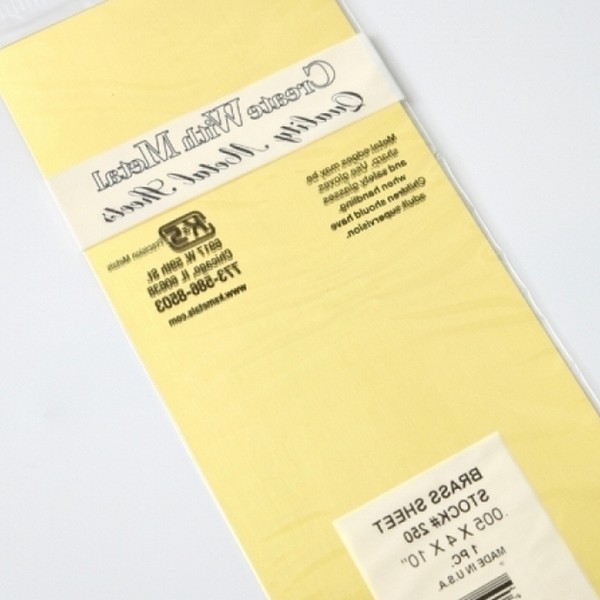 Create With Metal
Quality Metal Sheets
Metal edges may be
sharp. Use gloves
and safety glasses
when handling.
Children should have
adult supervision.
K&S
Precision Metals
6917 W. 59th St.
Chicago, IL 60638
773-586-8503
www.ksmetals.com
BRASS SHEET
STOCK# 250
.005 X 4 X 10"
1 PC.
MADE IN U.S.A.